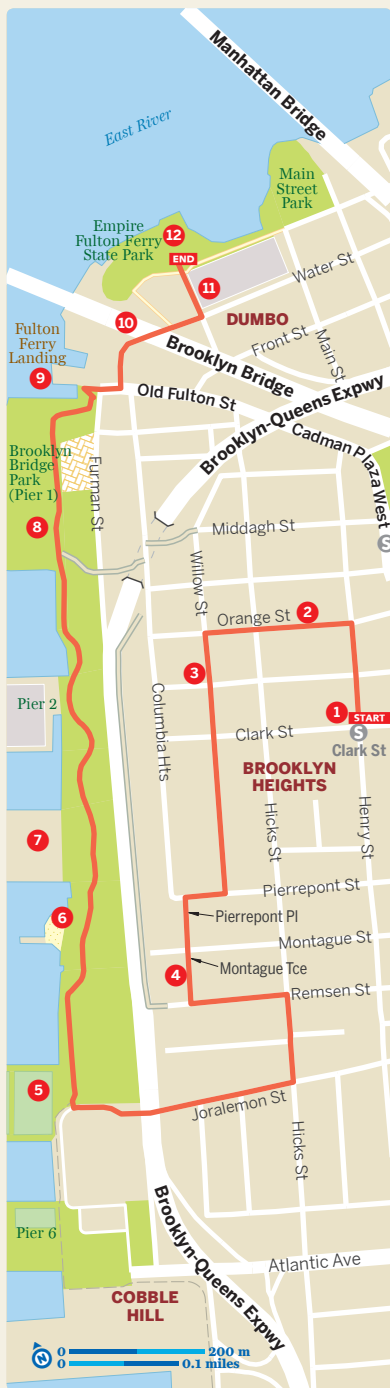 Manhattan Bridge
East River
Main
Street
Park
Empire
Fulton Ferry
State Park
12
END
Water St
11
DUMBO
10
Front St
Main St
Fulton
Ferry
Landing
9
Brooklyn Bridge
Old Fulton St
Brooklyn-Queens Expwy
Cadman Plaza West
Brooklyn
Bridge
Park
(Pier 1)
Furman St
8
Middagh St
S
Willow St
Orange St
2
3
1
START
Pier 2
Columbia Hts
Clark St
S
Clark St
BROOKLYN
HEIGHTS
7
Hicks St
Henry St
Pierrepont St
6
Pierrepont Pl
Montague St
4
Montague Tce
Remsen St
5
Joralemon St
Hicks St
Pier 6
Brooklyn-Queens Expwy
Atlantic Ave
COBBLE
HILL
N
0 200 m
0 0.1 miles